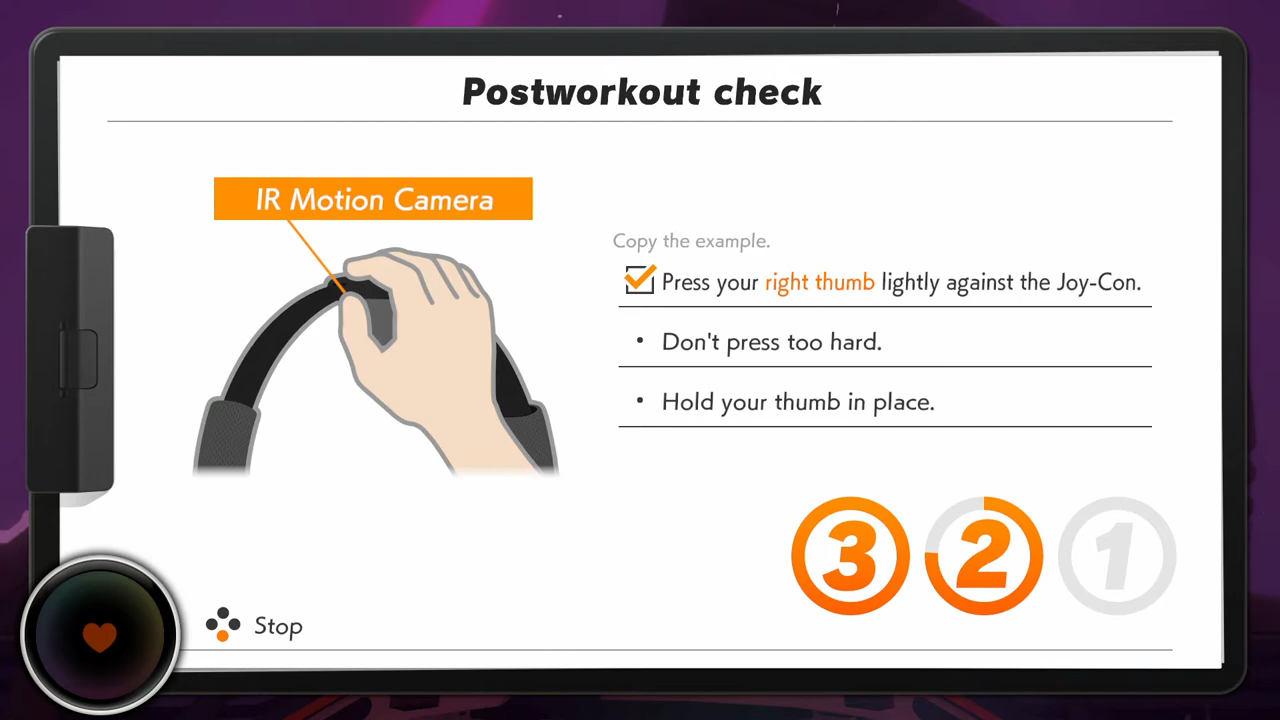 Postworkout check
IR Motion Camera
Copy the example.
Press your right thumb lightly against the Joy-Con.
• Don't press too hard.
• Hold your thumb in place.
3 2 1
Stop